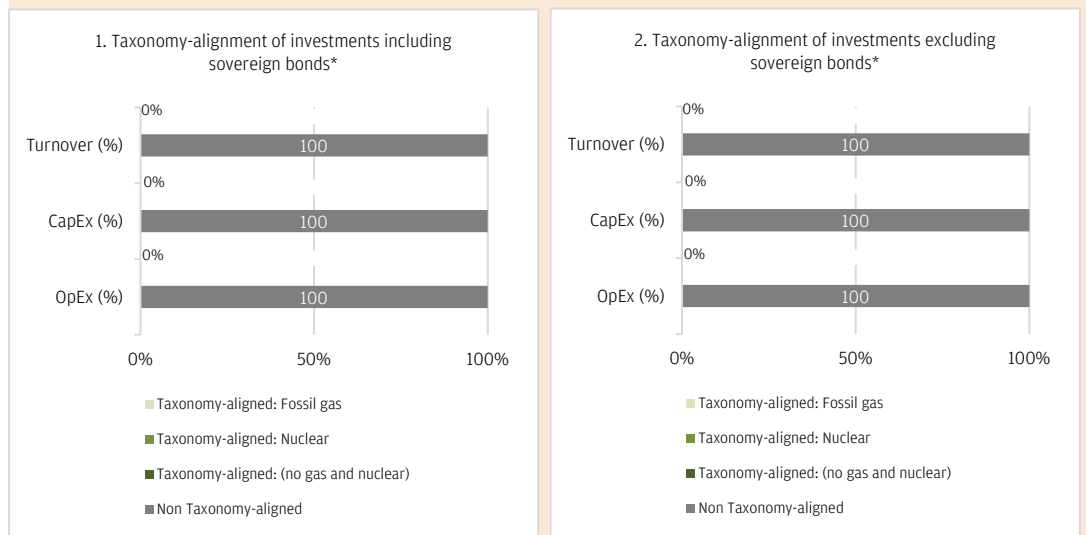 1. Taxonomy-alignment of investments including
sovereign bonds*
0%
Turnover (%)
100
0%
CapEx (%)
100
0%
OpEx (%)
100
0%
50%
100%
Taxonomy-aligned: Fossil gas
Taxonomy-aligned: Nuclear
Taxonomy-aligned: (no gas and nuclear)
Non Taxonomy-aligned
2. Taxonomy-alignment of investments excluding
sovereign bonds*
0%
Turnover (%)
100
0%
CapEx (%)
100
0%
OpEx (%)
100
0%
50%
100%
Taxonomy-aligned: Fossil gas
Taxonomy-aligned: Nuclear
Taxonomy-aligned: (no gas and nuclear)
Non Taxonomy-aligned